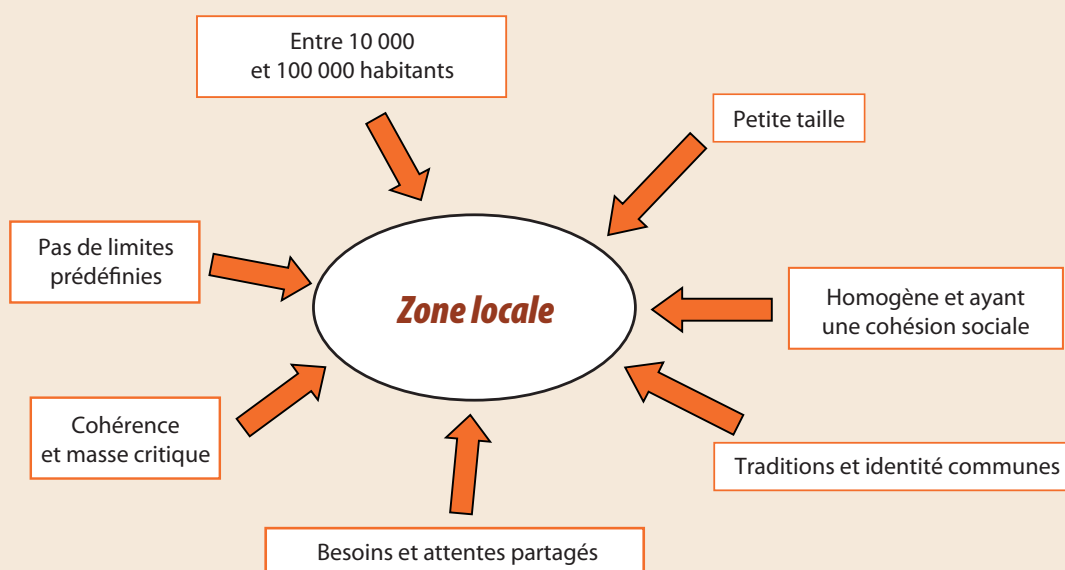 Entre 10 000
et 100 000 habitants
Petite taille
Pas de limites
prédéfinies
Zone locale
Homogène et ayant
une cohésion sociale
Cohérence
et masse critique
Traditions et identité communes
Besoins et attentes partagés